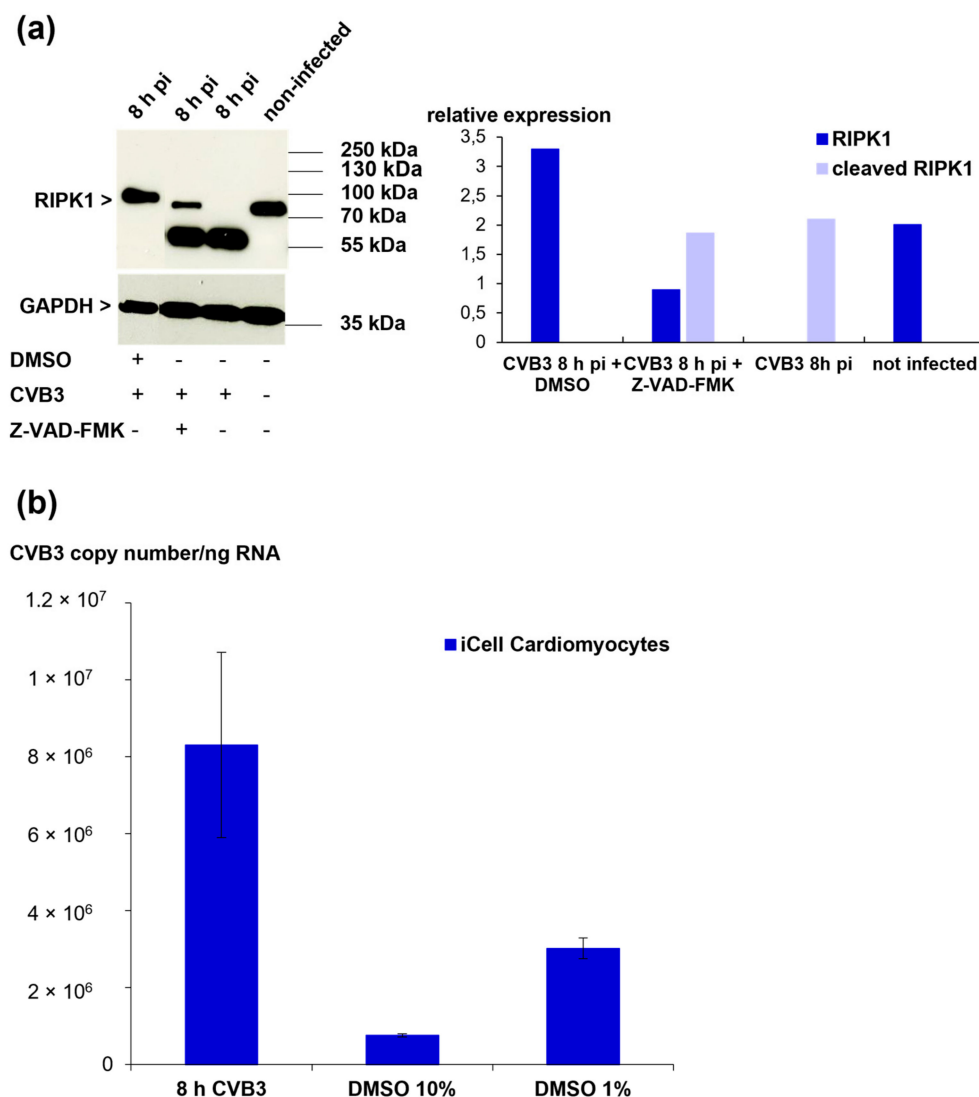 (a)
8 h pi
8 h pi
8 h pi
non-infected
250 kDa
130 kDa
100 kDa
70 kDa
55 kDa
RIPK1 >
GAPDH >
35 kDa
DMSO + - - -
CVB3 + + + -
Z-VAD-FMK - + - -
relative expression
3,5
3
2,5
2
1,5
1
0,5
0
RIPK1
cleaved RIPK1
CVB3 8 h pi + DMSO
CVB3 8 h pi + Z-VAD-FMK
CVB3 8h pi
not infected
(b)
CVB3 copy number/ng RNA
1.2 × 10⁷
1 × 10⁷
8 × 10⁶
6 × 10⁶
4 × 10⁶
2 × 10⁶
0
iCell Cardiomyocytes
8 h CVB3
DMSO 10%
DMSO 1%